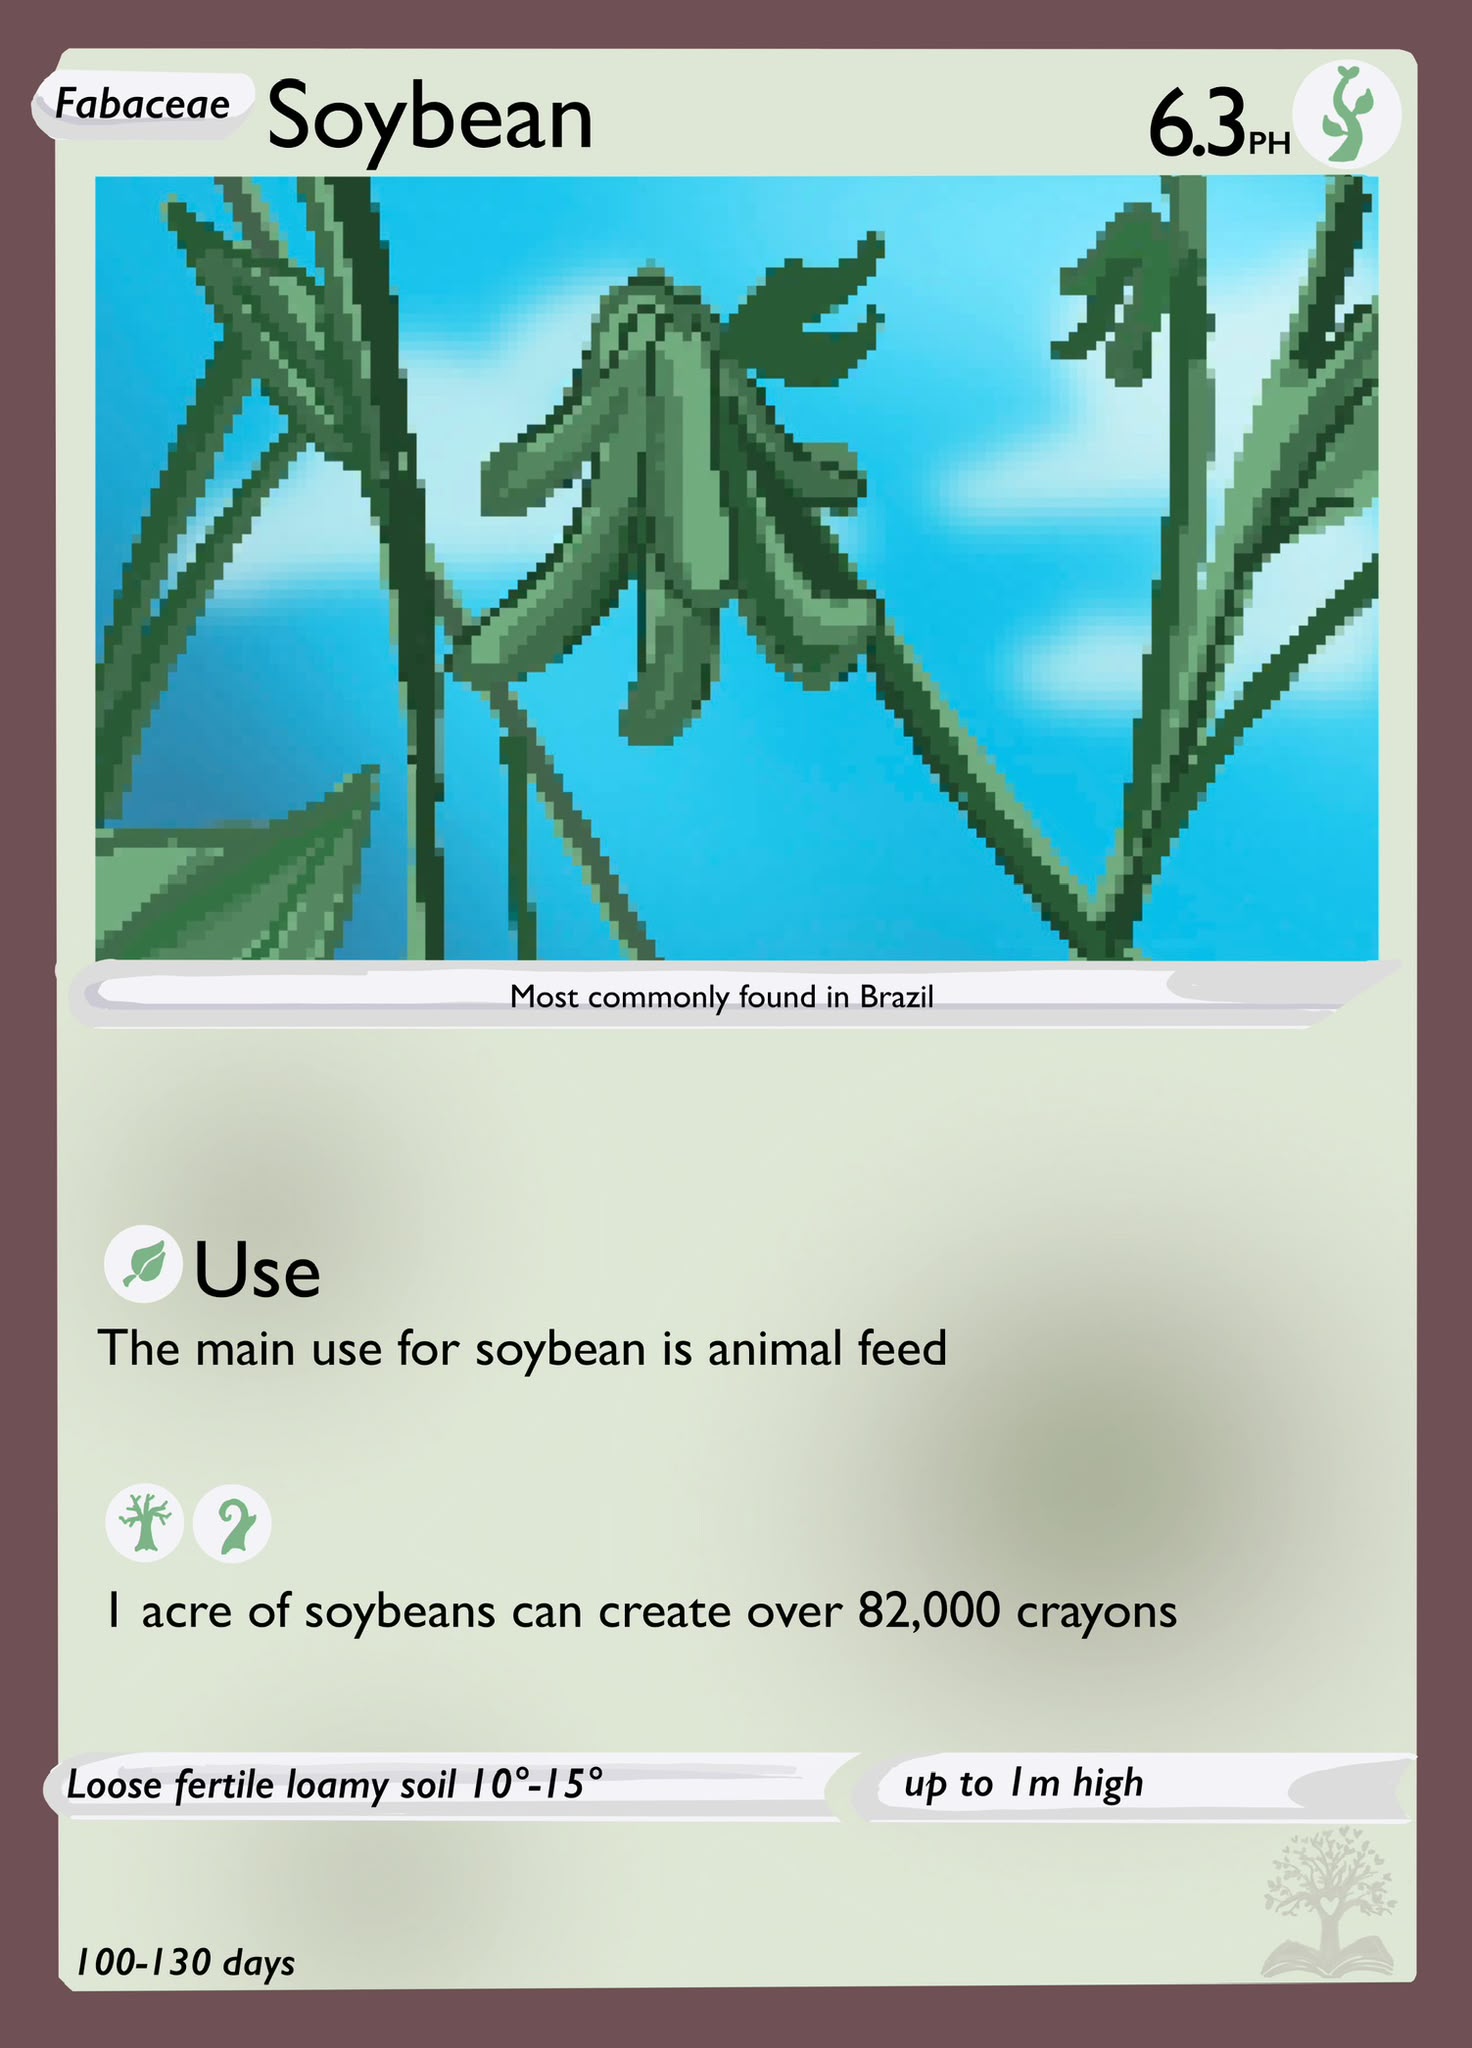 Fabaceae
Soybean
6.3PH
Most commonly found in Brazil
Use
The main use for soybean is animal feed
1 acre of soybeans can create over 82,000 crayons
Loose fertile loamy soil 10°-15°
up to 1m high
100-130 days